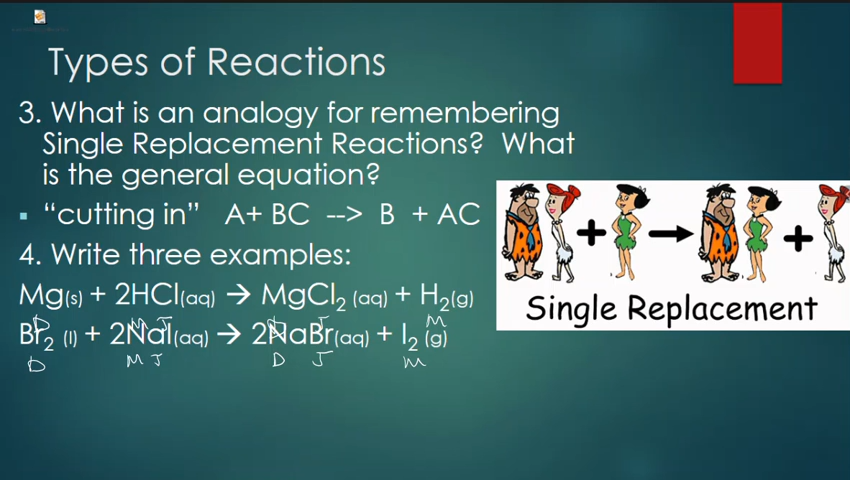 Types of Reactions
3. What is an analogy for remembering
Single Replacement Reactions? What
is the general equation?
▪ “cutting in” A+ BC --> B + AC
4. Write three examples:
Mg(s) + 2HCl(aq) → MgCl₂ (aq) + H₂(g)
D M J D J M
Br₂ (l) + 2NaI(aq) → 2NaBr(aq) + I₂ (g)
D M J D J M
Single Replacement